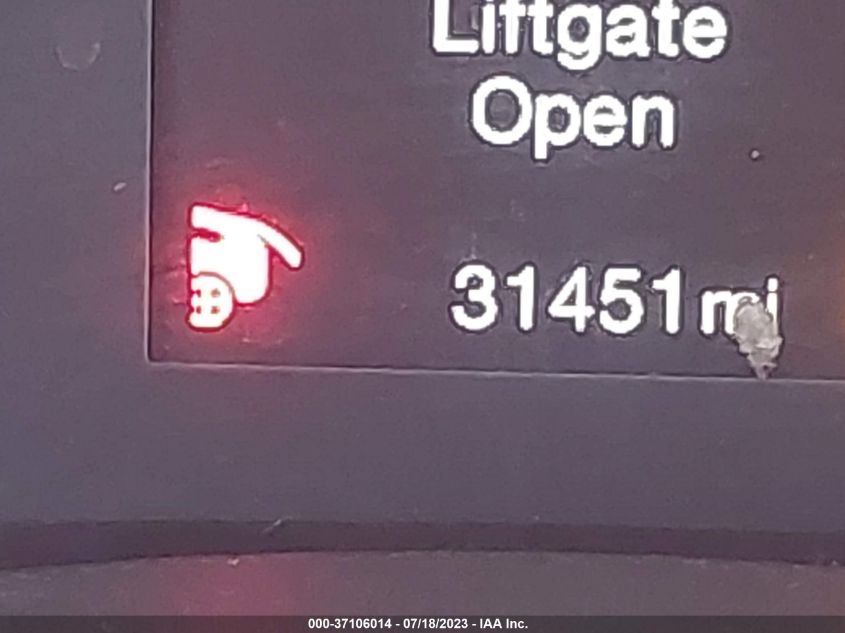 Liftgate
Open
31451 mi
000-37106014 - 07/18/2023 - IAA Inc.